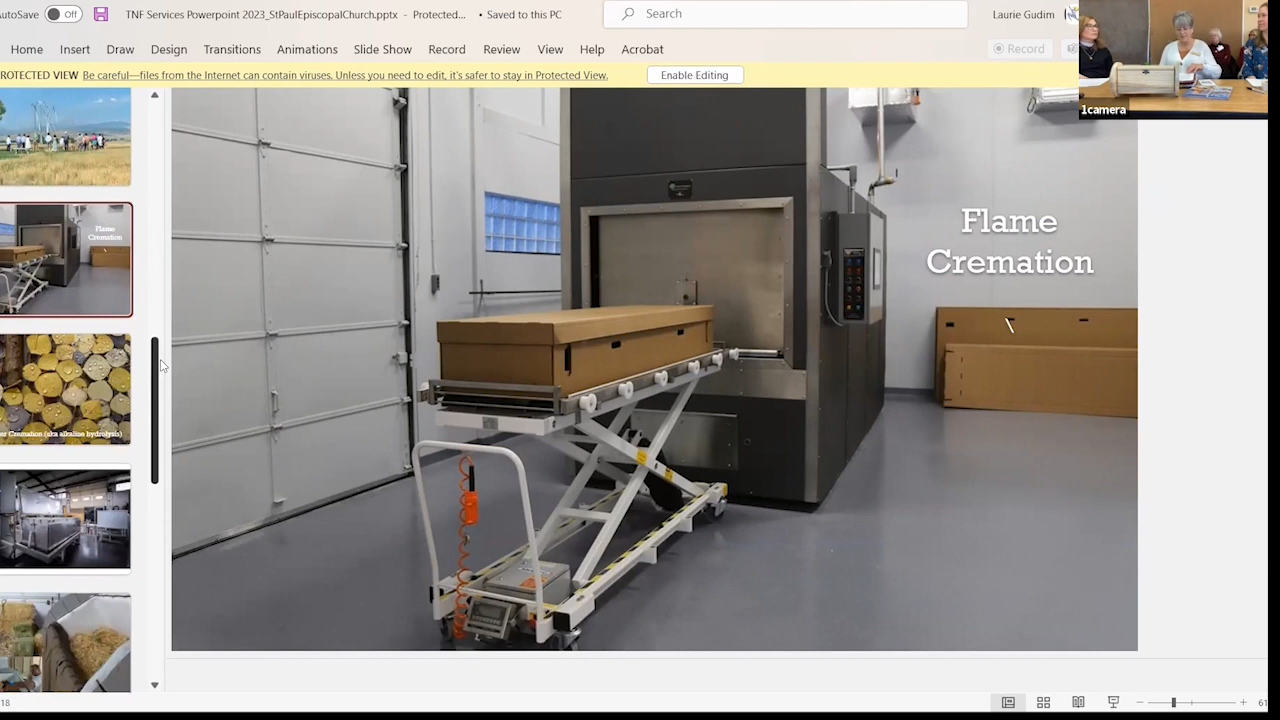 AutoSave Off TNF Services Powerpoint 2023_StPaulEpiscopalChurch.pptx - Protected... • Saved to this PC Search Laurie Gudim
Home Insert Draw Design Transitions Animations Slide Show Record Review View Help Acrobat Record
ROTECTED VIEW Be careful—files from the Internet can contain viruses. Unless you need to edit, it's safer to stay in Protected View. Enable Editing
1camera
Flame
Cremation
\
Flame
Cremation
er Cremation (aka alkaline hydrolysis)
18
61